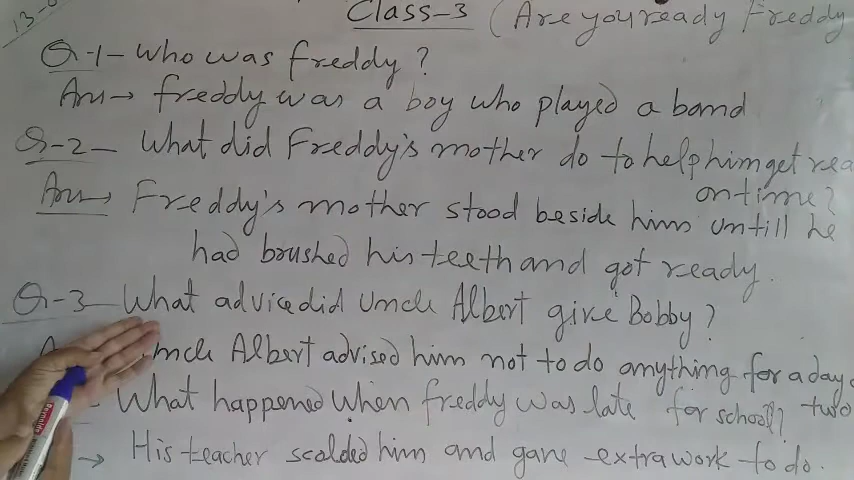 13-
Class-3 (Are you ready Freddy
Q-1- Who was freddy ?
Ans→ freddy was a boy who played a band
Q-2- What did Freddy's mother do to help him get rea
on time?
Ans→ Freddy's mother stood beside him untill he
had brushed his teeth and got ready.
Q-3- What advice did Uncle Albert give Bobby?
A uncle Albert advised him not to do anything for a day o
two
What happened when freddy was late for school?
→ His teacher scolded him and gave extra work to do.